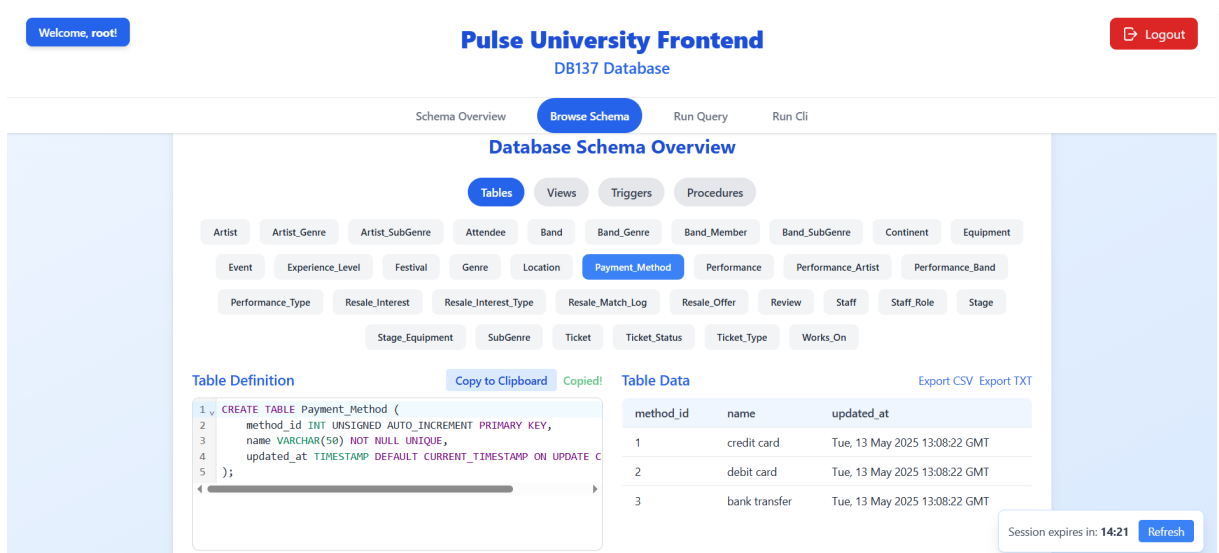 Welcome, root!
Pulse University Frontend
DB137 Database
Logout
Schema Overview Browse Schema Run Query Run Cli
Database Schema Overview
Tables Views Triggers Procedures
Artist Artist_Genre Artist_SubGenre Attendee Band Band_Genre Band_Member Band_SubGenre Continent Equipment
Event Experience_Level Festival Genre Location Payment_Method Performance Performance_Artist Performance_Band
Performance_Type Resale_Interest Resale_Interest_Type Resale_Match_Log Resale_Offer Review Staff Staff_Role Stage
Stage_Equipment SubGenre Ticket Ticket_Status Ticket_Type Works_On
Table Definition Copy to Clipboard Copied!
1 CREATE TABLE Payment_Method (
2 method_id INT UNSIGNED AUTO_INCREMENT PRIMARY KEY,
3 name VARCHAR(50) NOT NULL UNIQUE,
4 updated_at TIMESTAMP DEFAULT CURRENT_TIMESTAMP ON UPDATE C
5 );
Table Data Export CSV Export TXT
method_id name updated_at
1 credit card Tue, 13 May 2025 13:08:22 GMT
2 debit card Tue, 13 May 2025 13:08:22 GMT
3 bank transfer Tue, 13 May 2025 13:08:22 GMT
Session expires in: 14:21 Refresh